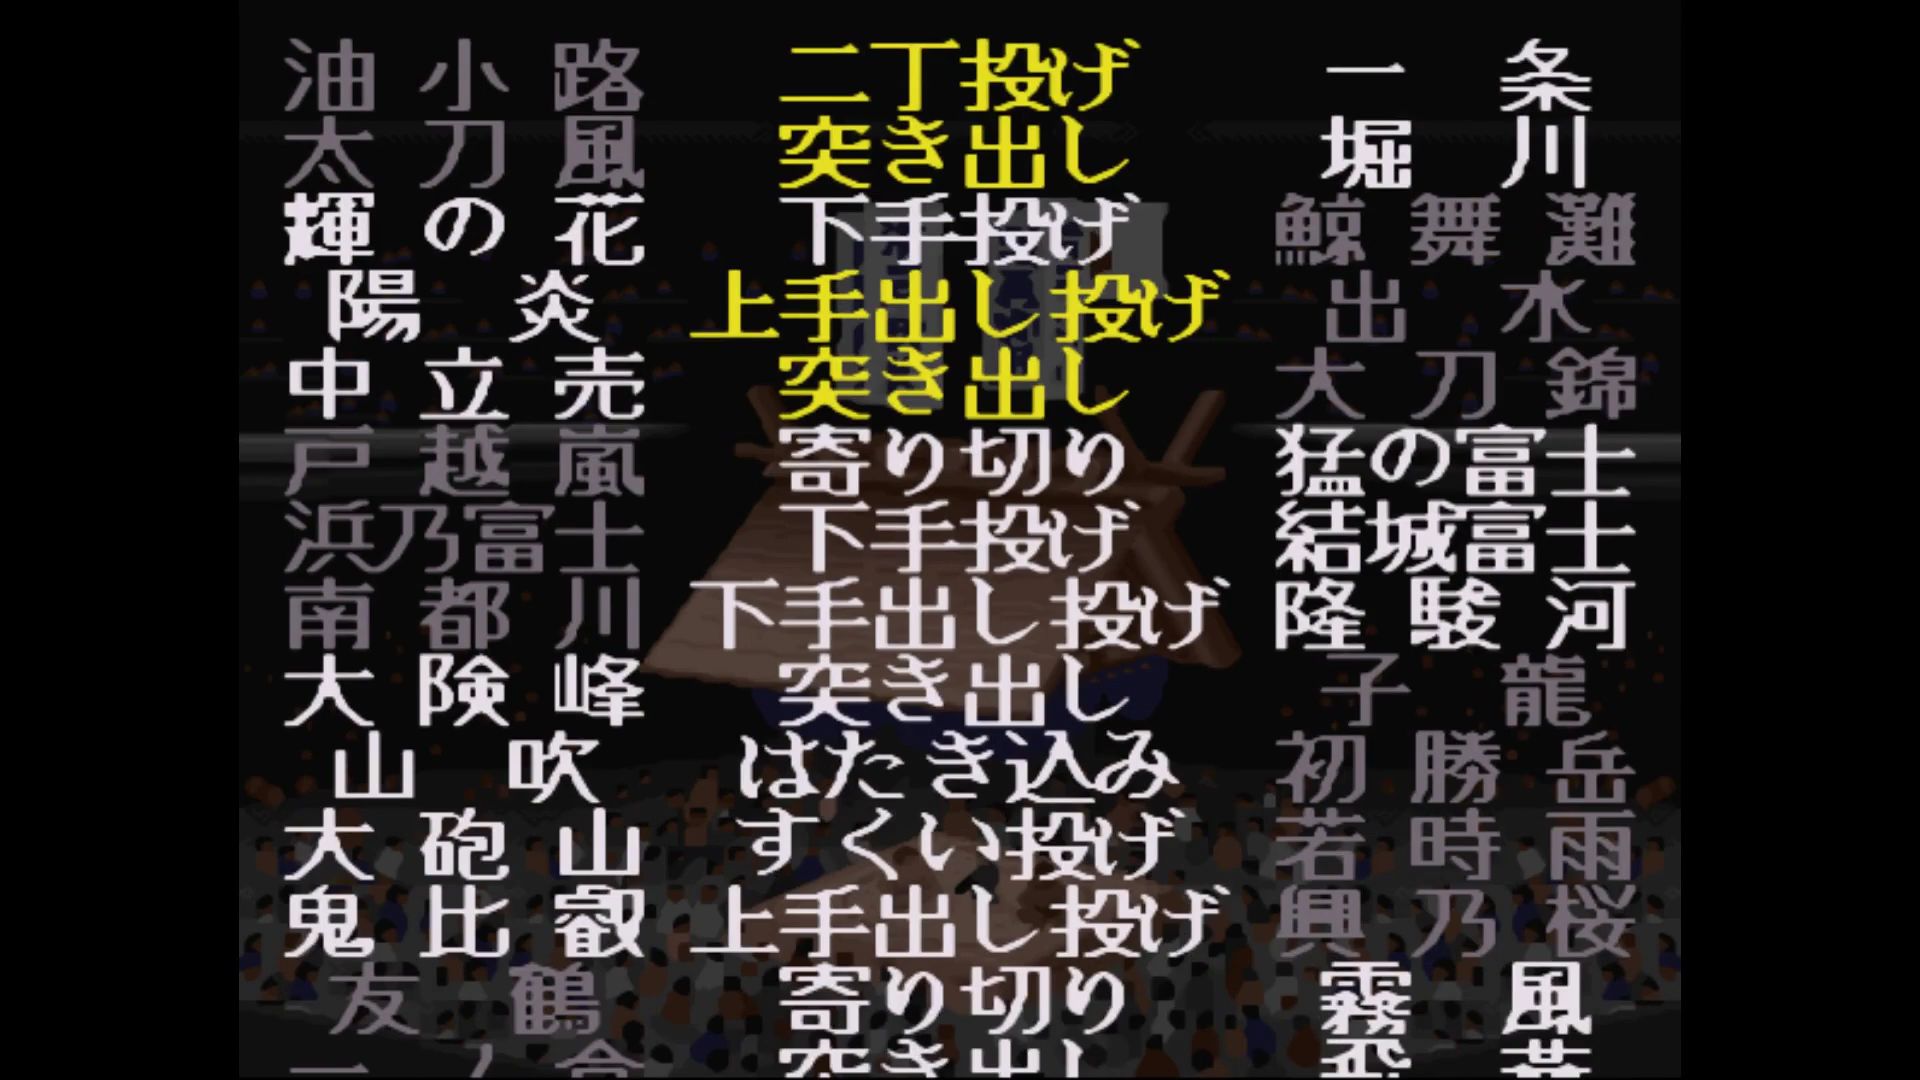 油小路 二丁投げ 一条
太刀風 突き出し 堀川
輝の花 下手投げ 鯨舞灘
陽炎 上手出し投げ 出水
中立売 突き出し 大刀錦
戸越嵐 寄り切り 猛の富士
浜乃富士 下手投げ 結城富士
南都川 下手出し投げ 隆駿河
大険峰 突き出し 子龍
山吹 はたき込み 初勝岳
大砲山 すくい投げ 若時雨
鬼比叡 上手出し投げ 興乃桜
友鶴 寄り切り 霧風
突き出し